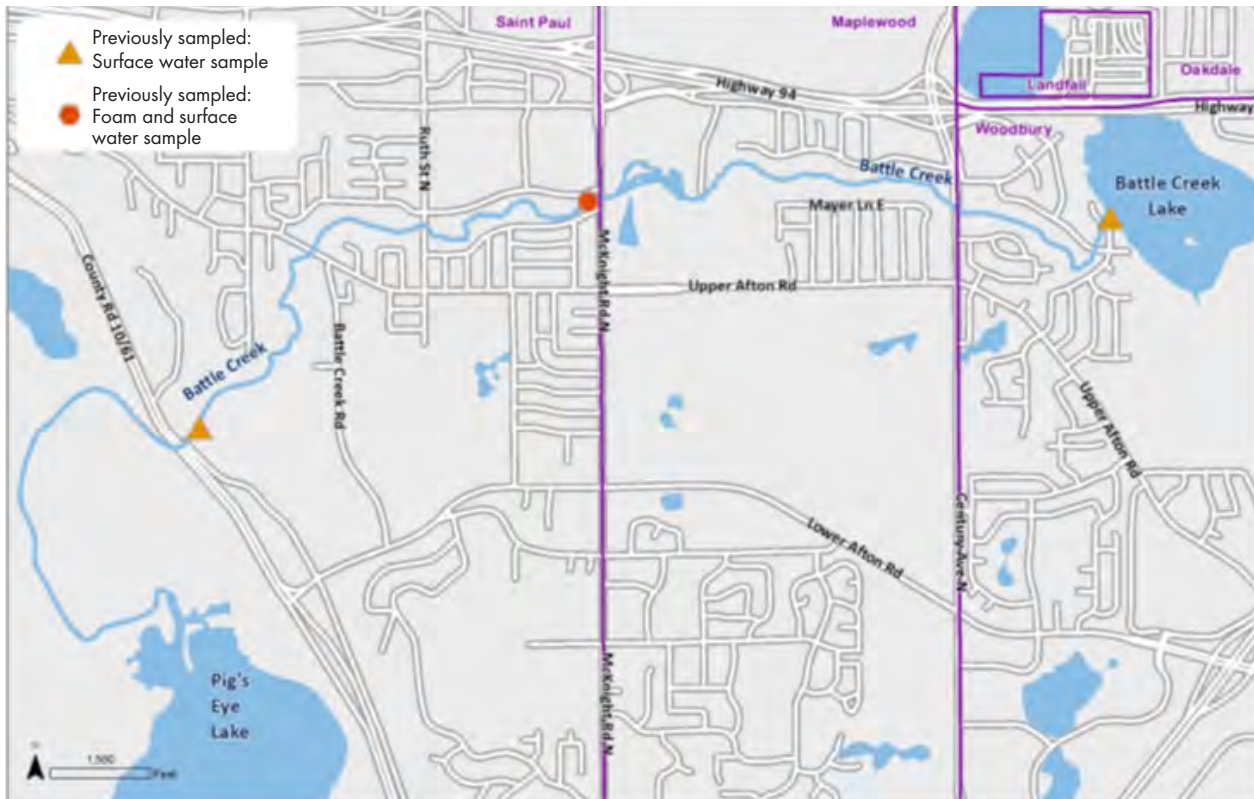 Previously sampled:
Surface water sample
Previously sampled:
Foam and surface
water sample
Saint Paul
Maplewood
Landfall
Oakdale
Highway 94
Highway
Woodbury
Ruth St N
Battle Creek
Battle Creek
Lake
Mayer Ln E
McKnight Rd N
Upper Afton Rd
County Rd 10/61
Battle Creek
Battle Creek Rd
Upper Afton Rd
Century Ave N
Lower Afton Rd
McKnight Rd N
Pig's
Eye
Lake
1,500
Feet